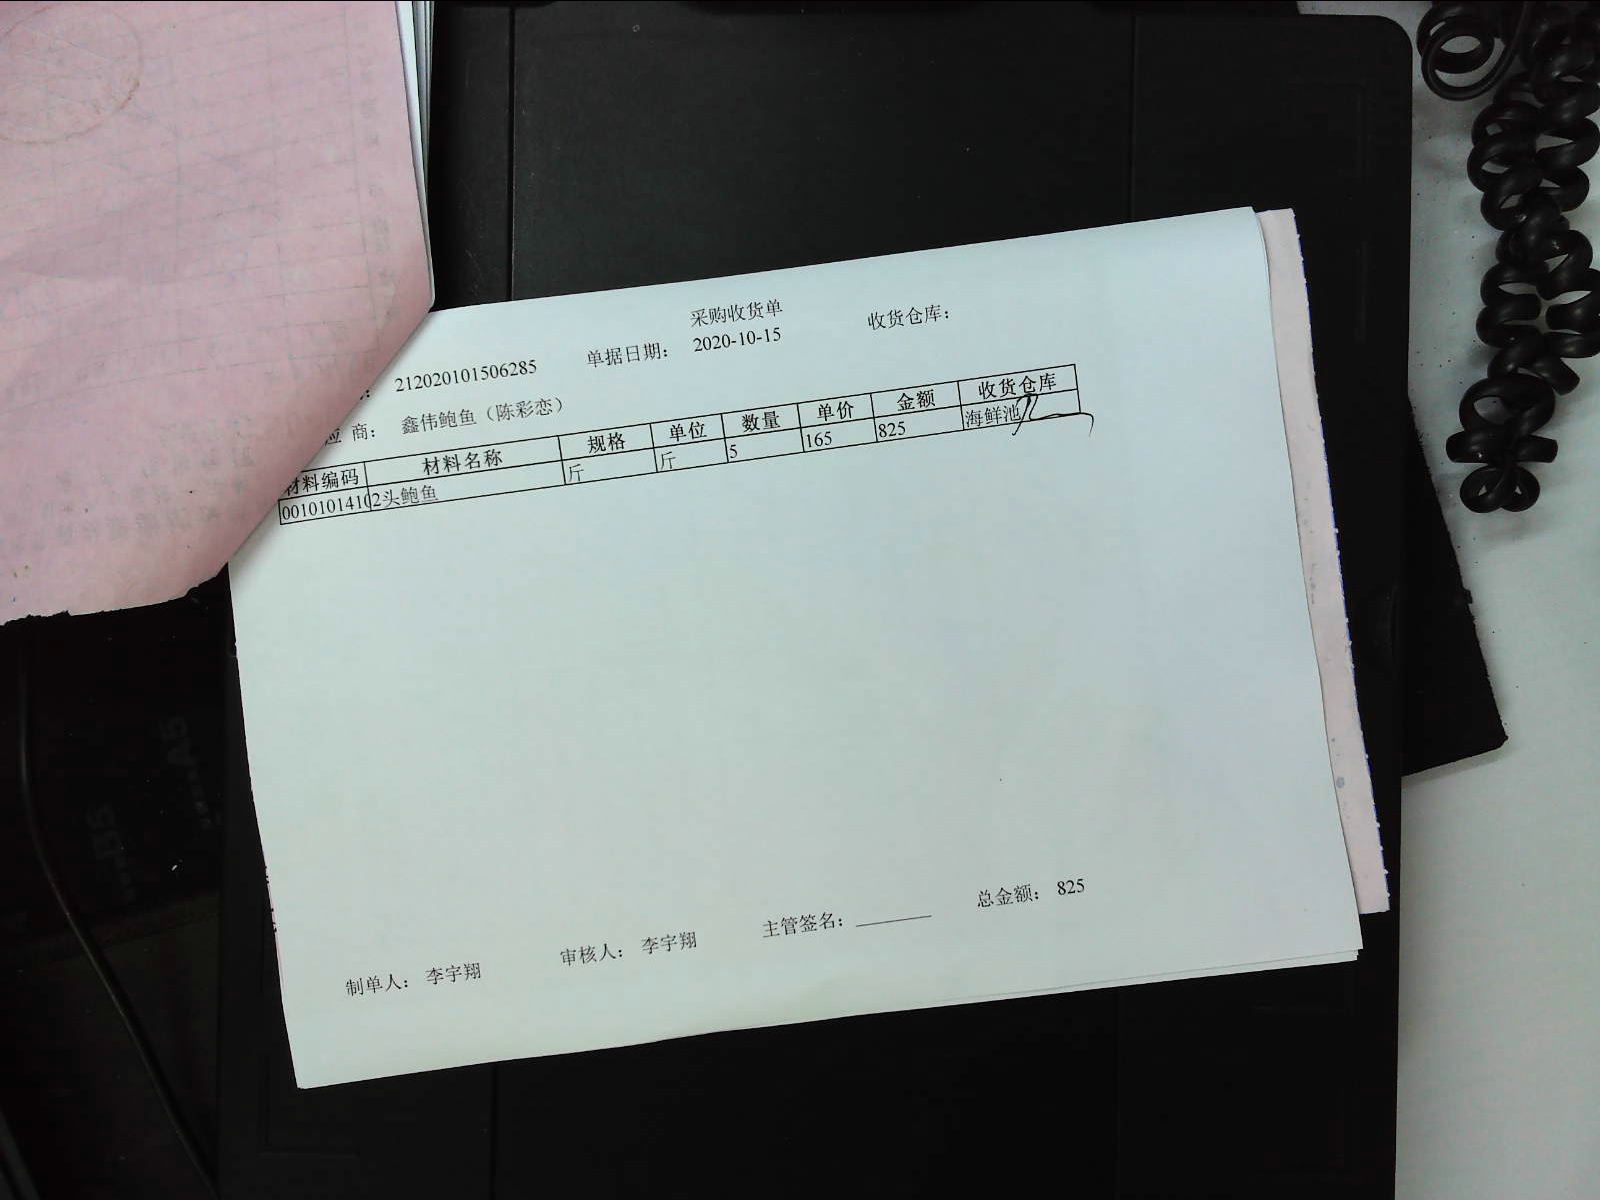 采购收货单
212020101506285 单据日期： 2020-10-15 收货仓库：
应 商： 鑫伟鲍鱼（陈彩恋）
材料编码 材料名称 规格 单位 数量 单价 金额 收货仓库
0010101410 2头鲍鱼 斤 斤 5 165 825 海鲜池
总金额： 825
制单人： 李宇翔 审核人： 李宇翔 主管签名：